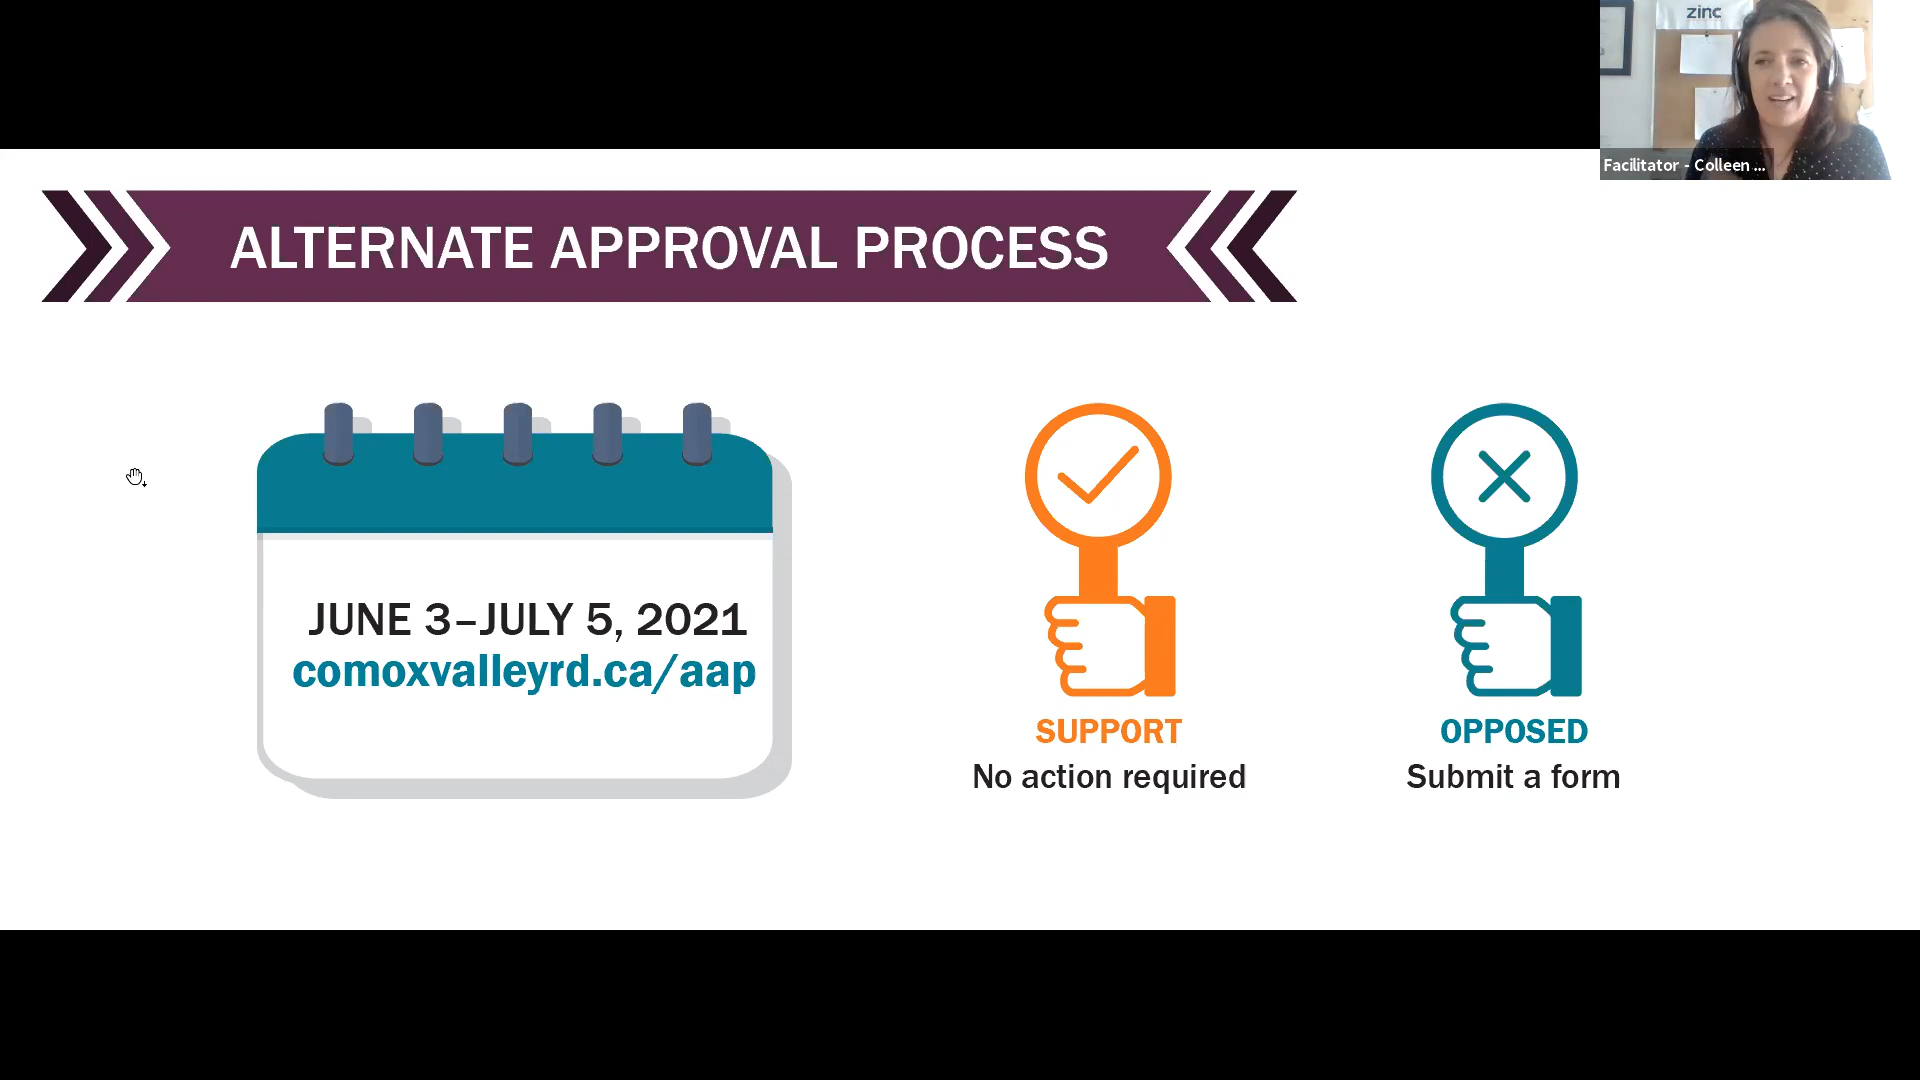 zinc
Facilitator - Colleen ...
ALTERNATE APPROVAL PROCESS
JUNE 3–JULY 5, 2021
comoxvalleyrd.ca/aap
SUPPORT
No action required
OPPOSED
Submit a form